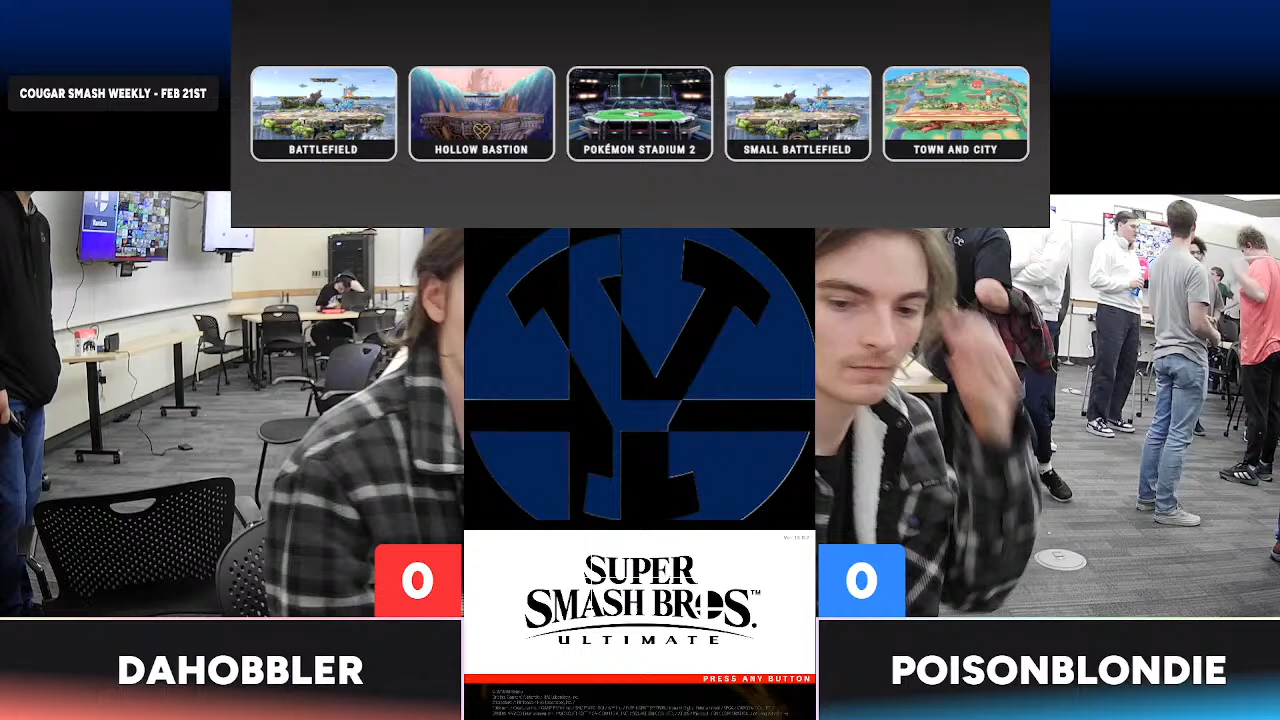 COUGAR SMASH WEEKLY - FEB 21ST
BATTLEFIELD
HOLLOW BASTION
POKÉMON STADIUM 2
SMALL BATTLEFIELD
TOWN AND CITY
0
0
SUPER
SMASH BROS.™
ULTIMATE
PRESS ANY BUTTON
DAHOBBLER
POISONBLONDIE